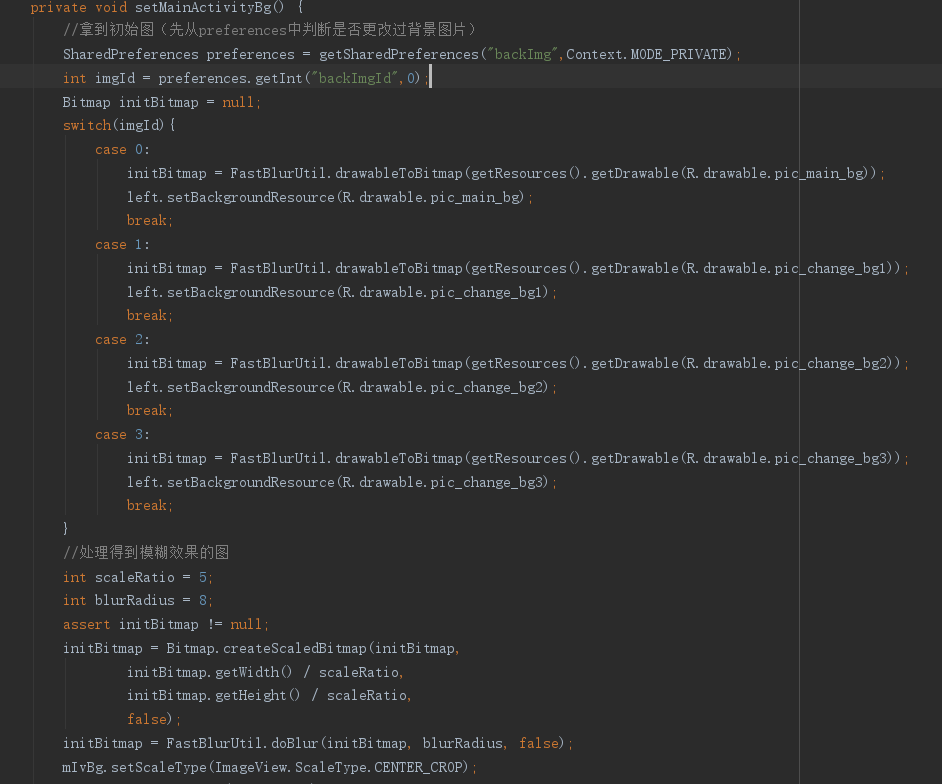 private void setMainActivityBg() {
//拿到初始图（先从preferences中判断是否更改过背景图片）
SharedPreferences preferences = getSharedPreferences("backImg",Context.MODE_PRIVATE);
int imgId = preferences.getInt("backImgId",0);
Bitmap initBitmap = null;
switch(imgId){
case 0:
initBitmap = FastBlurUtil.drawableToBitmap(getResources().getDrawable(R.drawable.pic_main_bg));
left.setBackgroundResource(R.drawable.pic_main_bg);
break;
case 1:
initBitmap = FastBlurUtil.drawableToBitmap(getResources().getDrawable(R.drawable.pic_change_bg1));
left.setBackgroundResource(R.drawable.pic_change_bg1);
break;
case 2:
initBitmap = FastBlurUtil.drawableToBitmap(getResources().getDrawable(R.drawable.pic_change_bg2));
left.setBackgroundResource(R.drawable.pic_change_bg2);
break;
case 3:
initBitmap = FastBlurUtil.drawableToBitmap(getResources().getDrawable(R.drawable.pic_change_bg3));
left.setBackgroundResource(R.drawable.pic_change_bg3);
break;
}
//处理得到模糊效果的图
int scaleRatio = 5;
int blurRadius = 8;
assert initBitmap != null;
initBitmap = Bitmap.createScaledBitmap(initBitmap,
initBitmap.getWidth() / scaleRatio,
initBitmap.getHeight() / scaleRatio,
false);
initBitmap = FastBlurUtil.doBlur(initBitmap, blurRadius, false);
mIvBg.setScaleType(ImageView.ScaleType.CENTER_CROP);